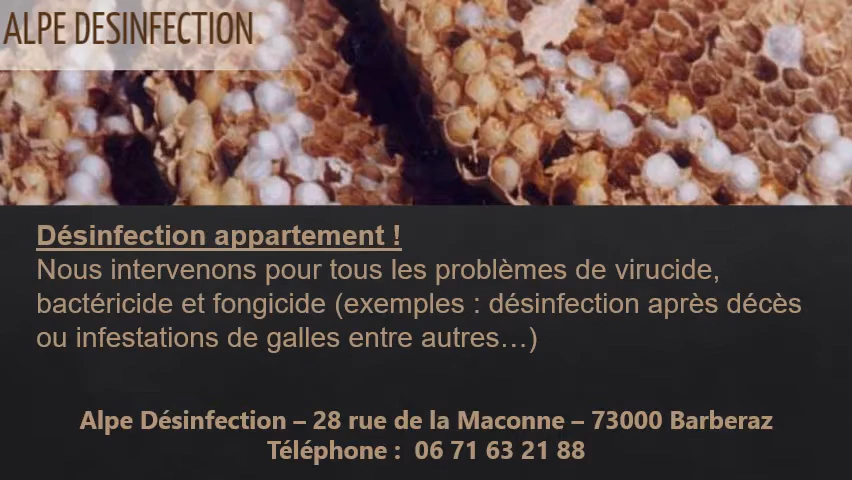 ALPE DESINFECTION
Désinfection appartement !
Nous intervenons pour tous les problèmes de virucide,
bactéricide et fongicide (exemples : désinfection après décès
ou infestations de galles entre autres…)
Alpe Désinfection – 28 rue de la Maconne – 73000 Barberaz
Téléphone : 06 71 63 21 88